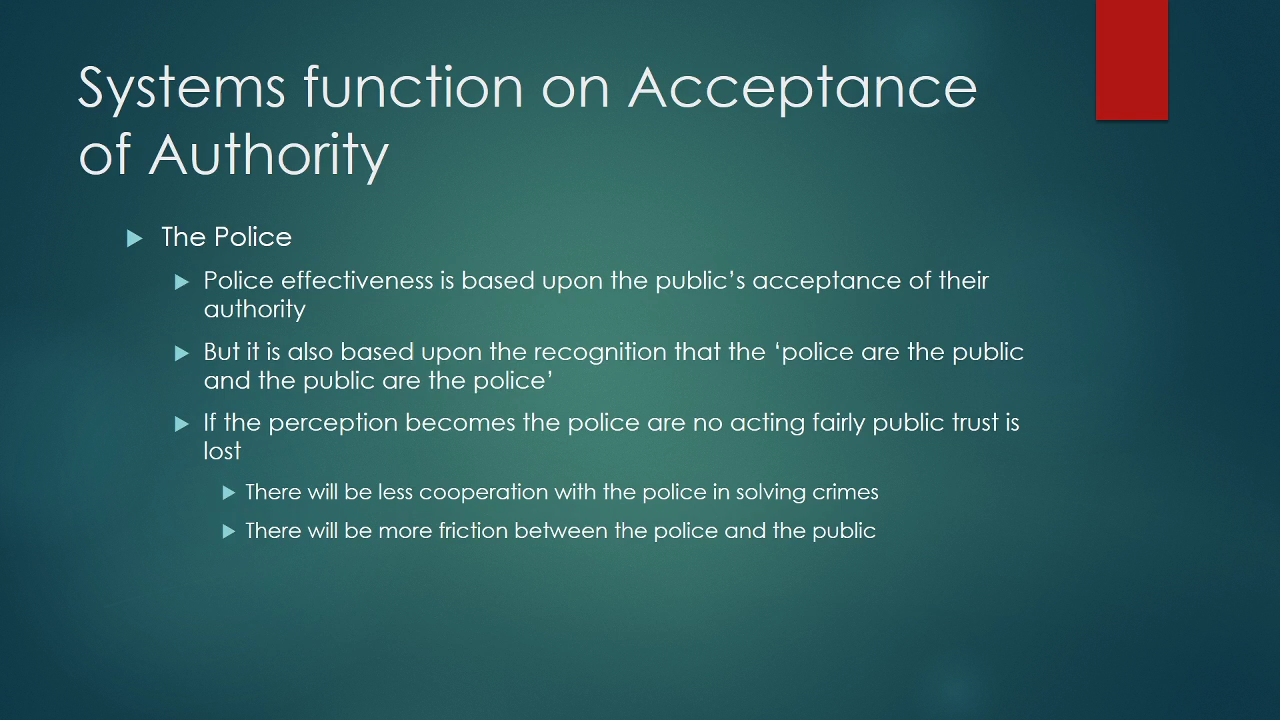 Systems function on Acceptance
of Authority
The Police
Police effectiveness is based upon the public’s acceptance of their
authority
But it is also based upon the recognition that the ‘police are the public
and the public are the police’
If the perception becomes the police are no acting fairly public trust is
lost
There will be less cooperation with the police in solving crimes
There will be more friction between the police and the public